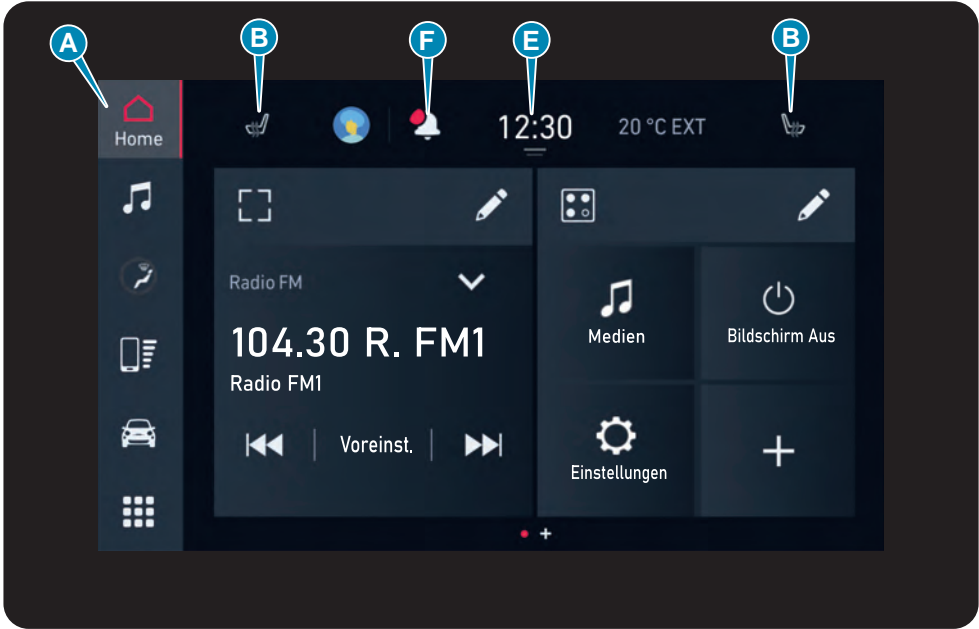 A
B
F
E
B
Home
12:30
20 °C EXT
Radio FM
104.30 R. FM1
Radio FM1
Voreinst.
Medien
Bildschirm Aus
Einstellungen